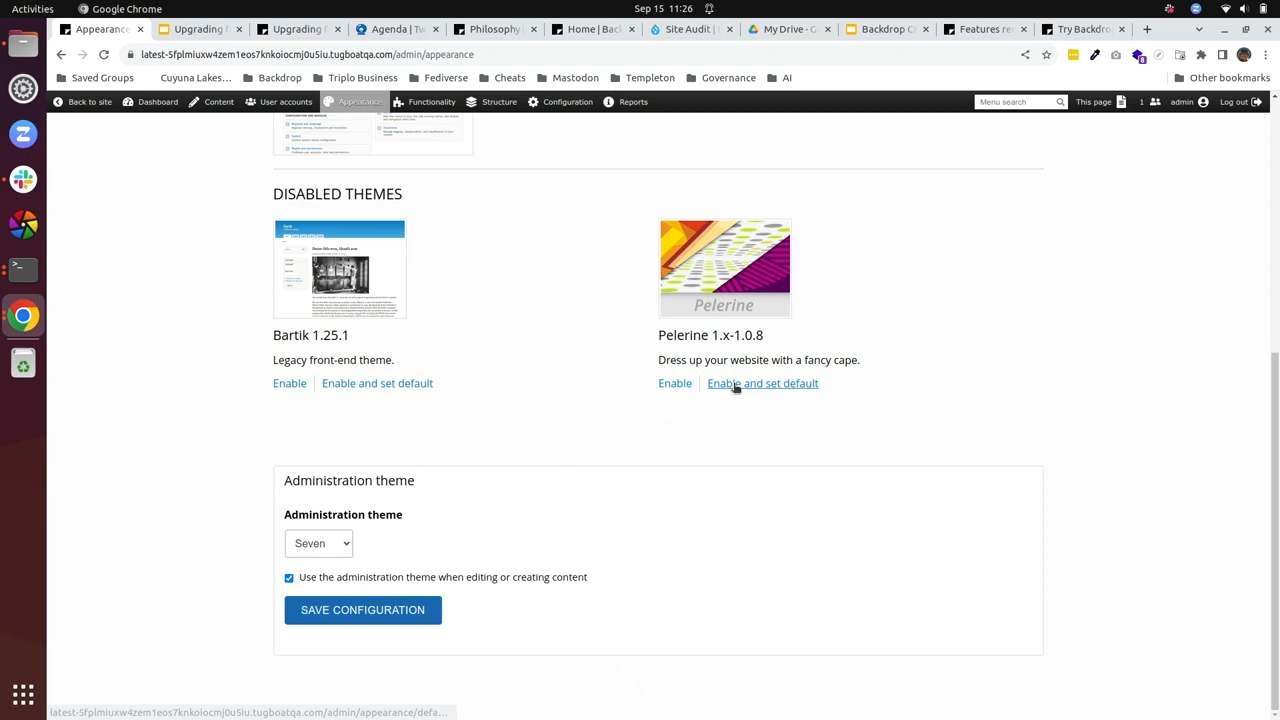 Activities
Google Chrome
Sep 15 11:26
Appearance
Upgrading f
Upgrading f
Agenda | Tw
Philosophy
Home | Back
Site Audit |
My Drive - G
Backdrop Cl
Features re
Try Backdro
latest-5fplmiuxw4zem1eos7knkoiocmj0u5iu.tugboatqa.com/admin/appearance
Saved Groups
Cuyuna Lakes...
Backdrop
Triplo Business
Fediverse
Cheats
Mastodon
Templeton
Governance
AI
Other bookmarks
Back to site
Dashboard
Content
User accounts
Appearance
Functionality
Structure
Configuration
Reports
Menu search
This page
1
admin
Log out
DISABLED THEMES
Pelerine
Bartik 1.25.1
Legacy front-end theme.
Enable
Enable and set default
Pelerine 1.x-1.0.8
Dress up your website with a fancy cape.
Enable
Enable and set default
Administration theme
Administration theme
Seven
Use the administration theme when editing or creating content
SAVE CONFIGURATION
latest-5fplmiuxw4zem1eos7knkoiocmj0u5iu.tugboatqa.com/admin/appearance/defa...